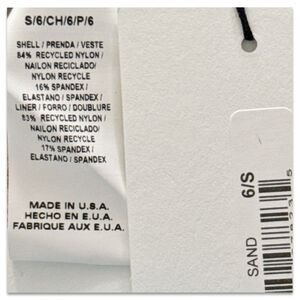 S/6/CH/6/P/6
SHELL / PRENDA / VESTE
84% RECYCLED NYLON /
NAILON RECICLADO/
NYLON RECYCLE
16% SPANDEX /
ELASTANO / SPANDEX /
LINER / FORRO / DOUBLURE
83% RECYCLED NYLON /
NAILON RECICLADO/
NYLON RECYCLE
17% SPANDEX /
ELASTANO / SPANDEX
MADE IN U.S.A.
HECHO EN E.U.A.
FABRIQUE AUX E.U.A.
SAND
6/S